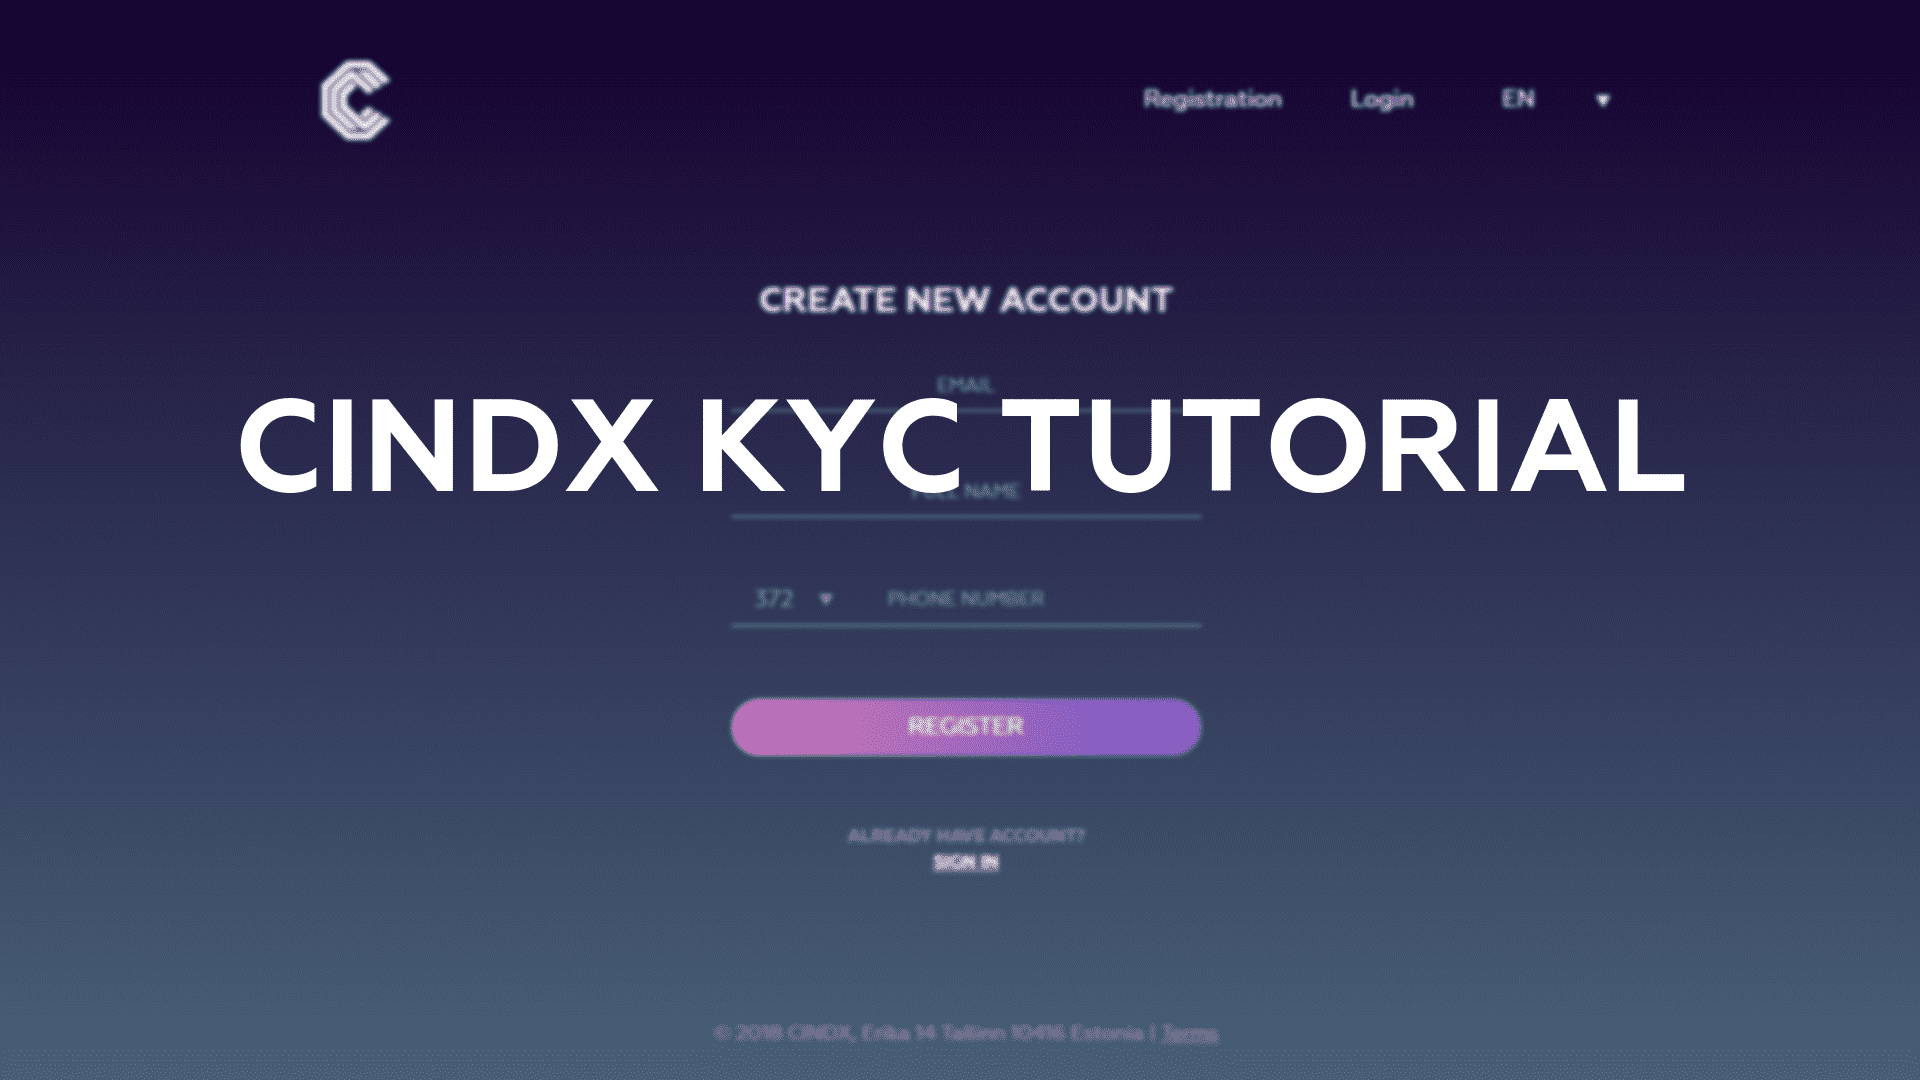 Registration Login EN
CREATE NEW ACCOUNT
EMAIL
CINDX KYC TUTORIAL
FULL NAME
372 PHONE NUMBER
REGISTER
ALREADY HAVE ACCOUNT?
SIGN IN
© 2018 CINDX, Erika 14 Tallinn 10416 Estonia | Terms